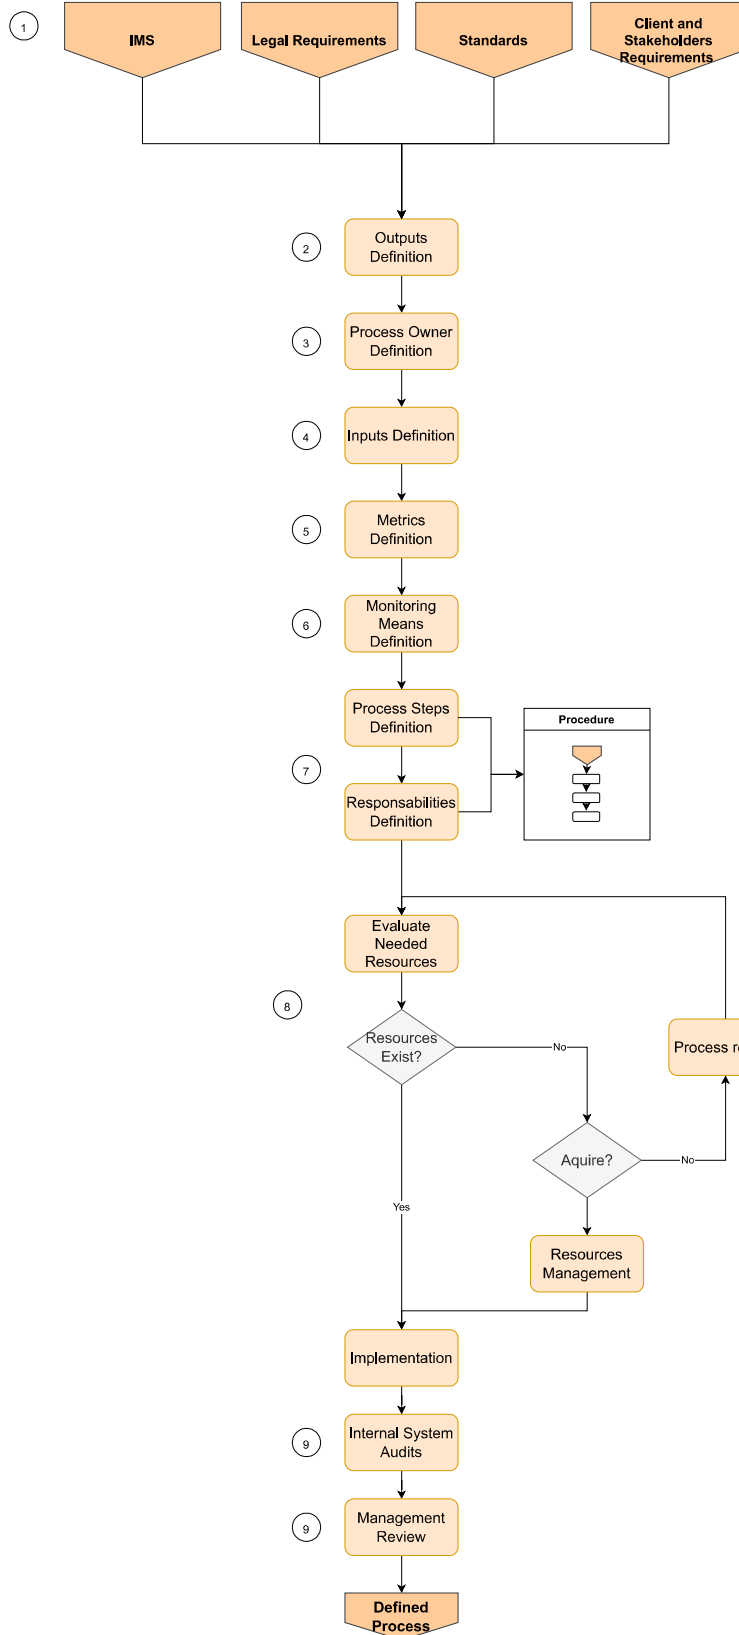 1
IMS
Legal Requirements
Standards
Client and
Stakeholders
Requirements
2
Outputs
Definition
3
Process Owner
Definition
4
Inputs Definition
5
Metrics
Definition
6
Monitoring
Means
Definition
Process Steps
Definition
Procedure
7
Responsabilities
Definition
Evaluate
Needed
Resources
8
Resources
Exist?
No
Process
Aquire?
No
Yes
Resources
Management
Implementation
9
Internal System
Audits
9
Management
Review
Defined
Process